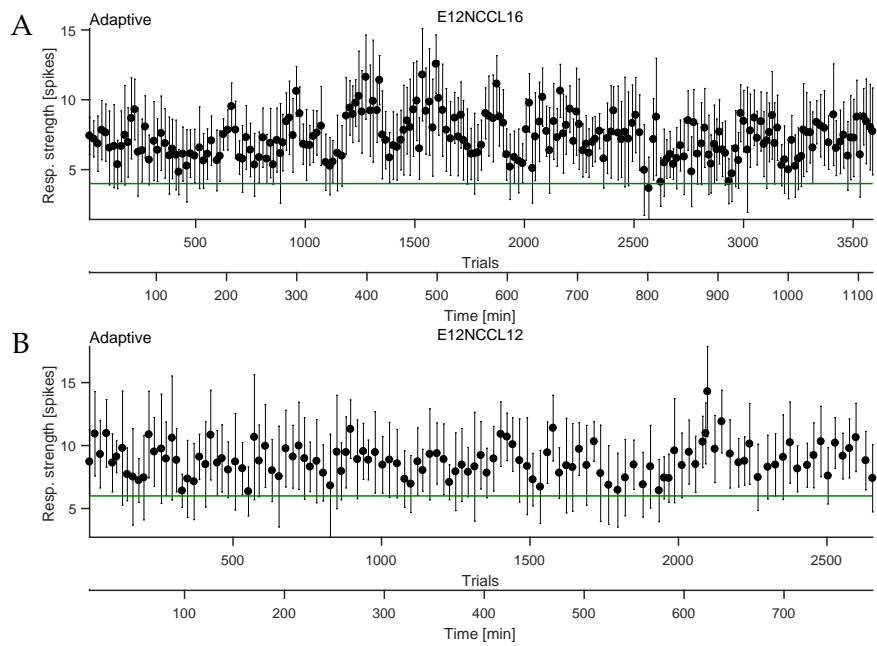 A
Adaptive E12NCCL16
Resp. strength [spikes]
15
10
5
500 1000 1500 2000 2500 3000 3500
Trials
100 200 300 400 500 600 700 800 900 1000 1100
Time [min]
B
Adaptive E12NCCL12
Resp. strength [spikes]
15
10
5
500 1000 1500 2000 2500
Trials
100 200 300 400 500 600 700
Time [min]